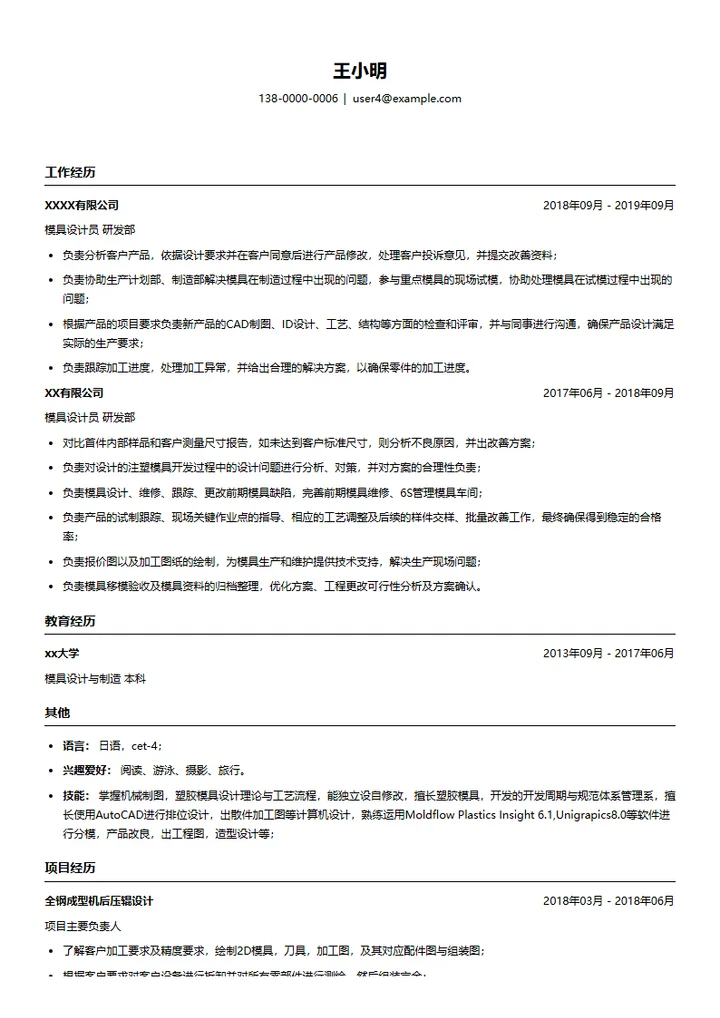 王小明
138-0000-0006 | user4@example.com
工作经历
XXXX有限公司 2018年09月 - 2019年09月
模具设计员 研发部
• 负责分析客户产品，依据设计要求并在客户同意后进行产品修改，处理客户投诉意见，并提交改善资料；
• 负责协助生产计划部、制造部解决模具在制造过程中出现的问题，参与重点模具的现场试模，协助处理模具在试模过程中出现的
问题；
• 根据产品的项目要求负责新产品的CAD制图、ID设计、工艺、结构等方面的检查和评审，并与同事进行沟通，确保产品设计满足
实际的生产要求；
• 负责跟踪加工进度，处理加工异常，并给出合理的解决方案，以确保零件的加工进度。
XX有限公司 2017年06月 - 2018年09月
模具设计员 研发部
• 对比首件内部样品和客户测量尺寸报告，如未达到客户标准尺寸，则分析不良原因，并出改善方案；
• 负责对设计的注塑模具开发过程中的设计问题进行分析、对策，并对方案的合理性负责；
• 负责模具设计、维修、跟踪、更改前期模具缺陷，完善前期模具维修、6S管理模具车间；
• 负责产品的试制跟踪、现场关键作业点的指导、相应的工艺调整及后续的样件交样、批量改善工作，最终确保得到稳定的合格
率；
• 负责报价图以及加工图纸的绘制，为模具生产和维护提供技术支持，解决生产现场问题；
• 负责模具移模验收及模具资料的归档整理，优化方案、工程更改可行性分析及方案确认。
教育经历
xx大学 2013年09月 - 2017年06月
模具设计与制造 本科
其他
• 语言： 日语，cet-4；
• 兴趣爱好： 阅读、游泳、摄影、旅行。
• 技能： 掌握机械制图，塑胶模具设计理论与工艺流程，能独立设自修改，擅长塑胶模具，开发的开发周期与规范体系管理系，擅
长使用AutoCAD进行排位设计，出散件加工图等计算机设计，熟练运用Moldflow Plastics Insight 6.1,Unigrapics8.0等软件进
行分模，产品改良，出工程图，造型设计等；
项目经历
全钢成型机后压辊设计 2018年03月 - 2018年06月
项目主要负责人
• 了解客户加工要求及精度要求，绘制2D模具，刀具，加工图，及其对应配件图与组装图；
• 根据客户要求对客户设备进行拆卸并对所有零部件进行测绘，然后组装完全；